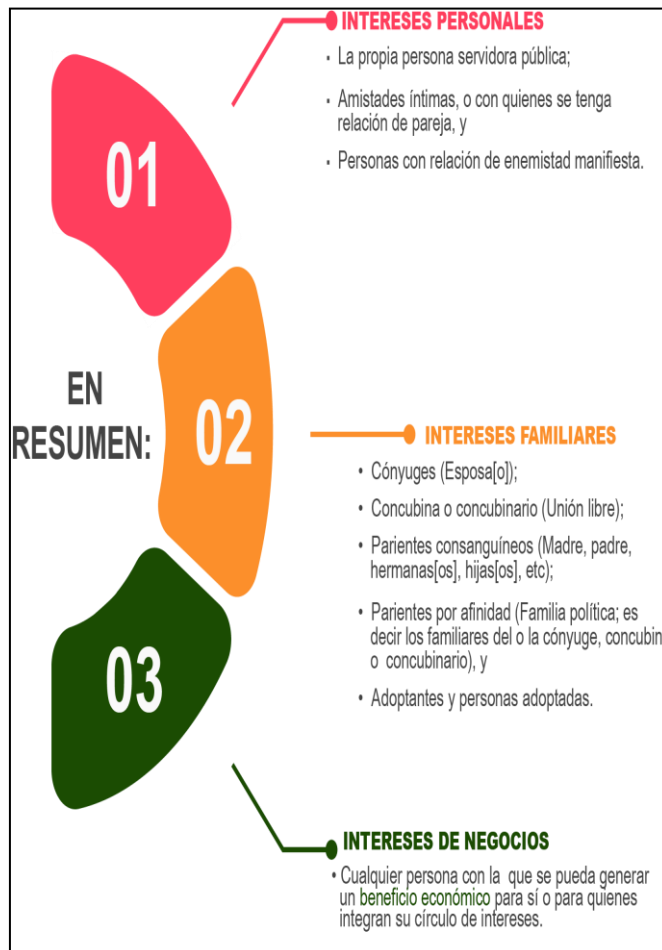 01
INTERESES PERSONALES
- La propia persona servidora pública;
- Amistades íntimas, o con quienes se tenga
relación de pareja, y
- Personas con relación de enemistad manifiesta.
EN
RESUMEN:
02
INTERESES FAMILIARES
• Cónyuges (Esposa[o]);
• Concubina o concubinario (Unión libre);
• Parientes consanguíneos (Madre, padre,
hermanas[os], hijas[os], etc);
• Parientes por afinidad (Familia política; es
decir los familiares del o la cónyuge, concubin
o concubinario), y
• Adoptantes y personas adoptadas.
03
INTERESES DE NEGOCIOS
• Cualquier persona con la que se pueda generar
un beneficio económico para sí o para quienes
integran su círculo de intereses.